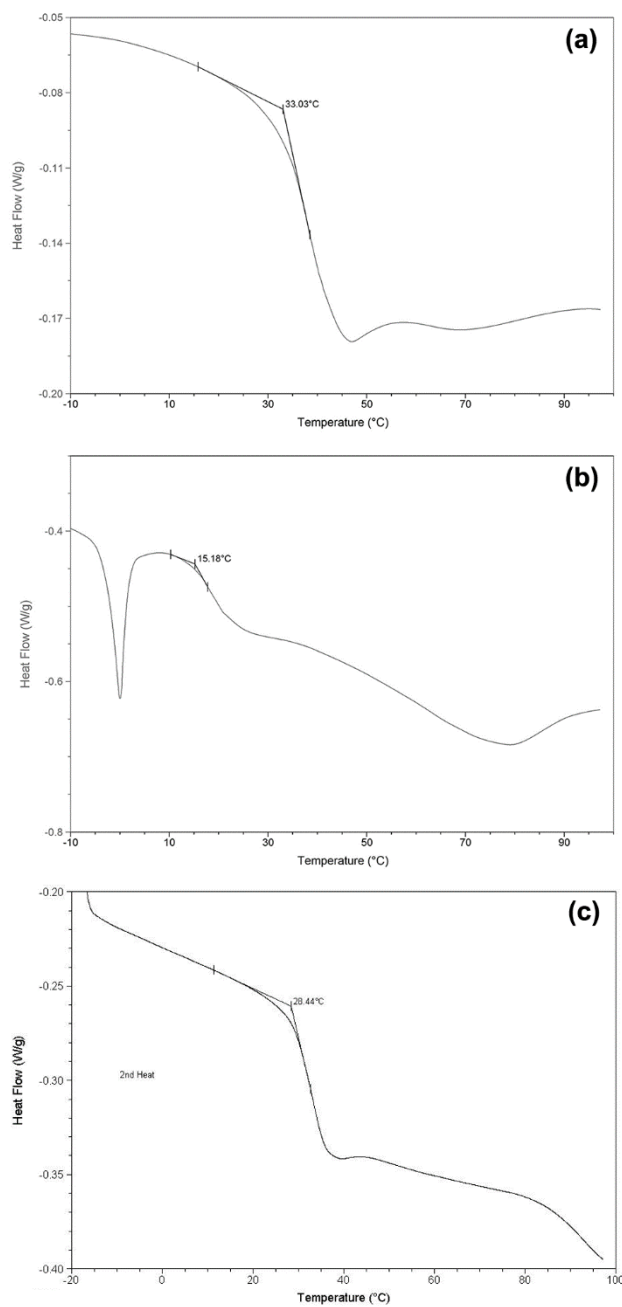 (a)
-0.05
-0.08
-0.11
-0.14
-0.17
-0.20
Heat Flow (W/g)
33.03°C
-10 10 30 50 70 90
Temperature (°C)
(b)
-0.4
-0.6
-0.8
Heat Flow (W/g)
15.18°C
-10 10 30 50 70 90
Temperature (°C)
(c)
-0.20
-0.25
-0.30
-0.35
-0.40
Heat Flow (W/g)
28.44°C
2nd Heat
-20 0 20 40 60 80 100
Temperature (°C)